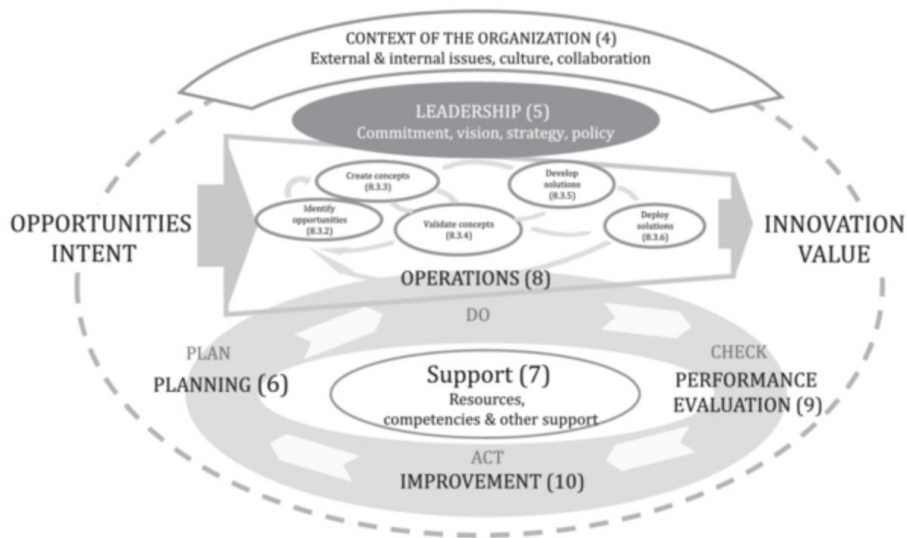 CONTEXT OF THE ORGANIZATION (4)
External & internal issues, culture, collaboration
LEADERSHIP (5)
Commitment, vision, strategy, policy
Create concepts
(8.3.3)
Develop
solutions
(8.3.5)
Identify
opportunities
(8.3.2)
Validate concepts
(8.3.4)
Deploy
solutions
(8.3.6)
OPPORTUNITIES
INTENT
INNOVATION
VALUE
OPERATIONS (8)
DO
PLAN
PLANNING (6)
CHECK
PERFORMANCE
EVALUATION (9)
Support (7)
Resources,
competencies & other support
ACT
IMPROVEMENT (10)